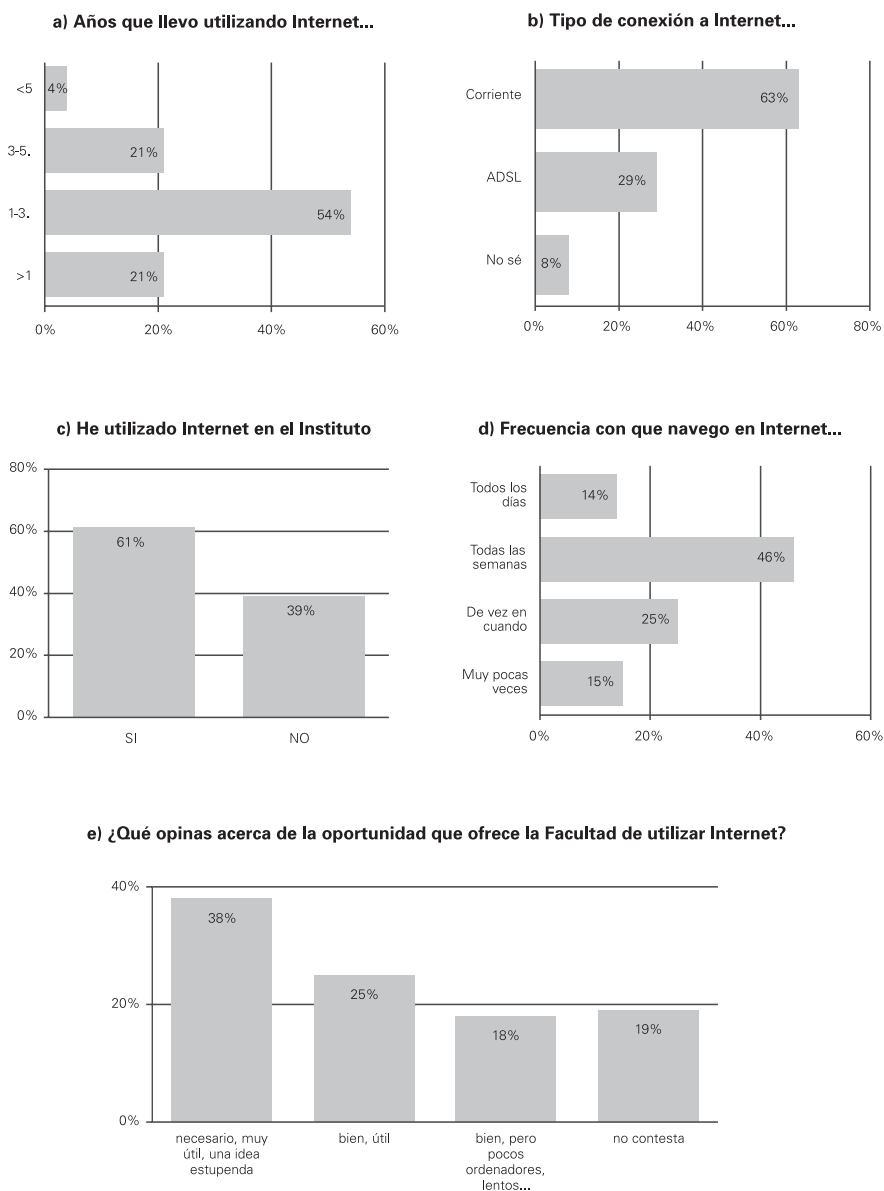 a) Años que llevo utilizando Internet...
<5
4%
3-5.
21%
1-3.
54%
>1
21%
0%
20%
40%
60%
b) Tipo de conexión a Internet...
Corriente
63%
ADSL
29%
No sé
8%
0%
20%
40%
60%
80%
c) He utilizado Internet en el Instituto
80%
60%
40%
20%
0%
61%
39%
SI
NO
d) Frecuencia con que navego en Internet...
Todos los
días
14%
Todas las
semanas
46%
De vez en
cuando
25%
Muy pocas
veces
15%
0%
20%
40%
60%
e) ¿Qué opinas acerca de la oportunidad que ofrece la Facultad de utilizar Internet?
40%
20%
0%
38%
25%
18%
19%
necesario, muy
útil, una idea
estupenda
bien, útil
bien, pero
pocos
ordenadores,
lentos...
no contesta